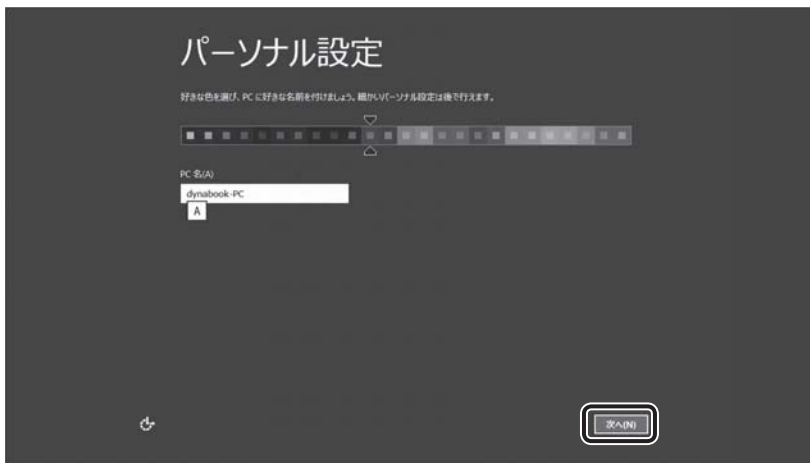 パーソナル設定
好きな色を選び、PC に好きな名前を付けましょう。細かいパーソナル設定は後で行えます。
PC 名(A)
dynabook-PC
A
次へ(N)